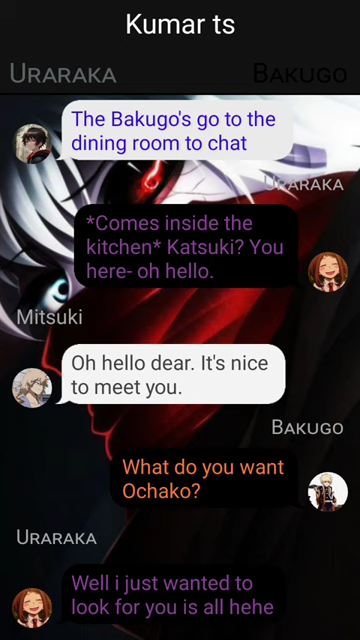 Kumar ts
Uraraka Bakugo
The Bakugo's go to the
dining room to chat
Uraraka
*Comes inside the
kitchen* Katsuki? You
here- oh hello.
Mitsuki
Oh hello dear. It's nice
to meet you.
Bakugo
What do you want
Ochako?
Uraraka
Well i just wanted to
look for you is all hehe